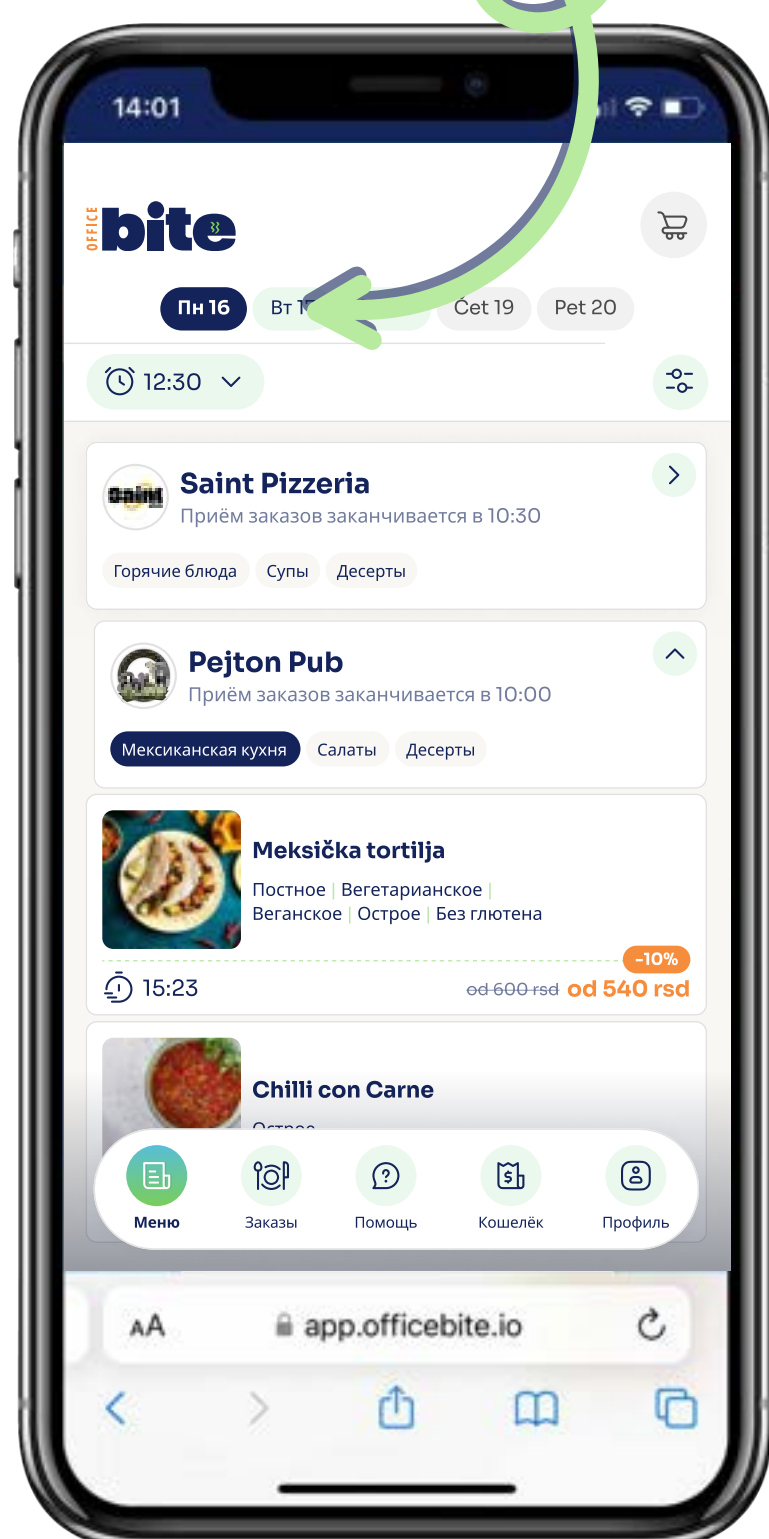 14:01
OFFICE
bite
Пн 16
Вт 1
Čet 19
Pet 20
12:30
Saint Pizzeria
Приём заказов заканчивается в 10:30
Горячие блюда
Супы
Десерты
Pejton Pub
Приём заказов заканчивается в 10:00
Мексиканская кухня
Салаты
Десерты
Meksička tortilja
Постное | Вегетарианское |
Веганское | Острое | Без глютена
-10%
15:23
od 600 rsd od 540 rsd
Chilli con Carne
Острое
Меню
Заказы
Помощь
Кошелёк
Профиль
AA
app.officebite.io